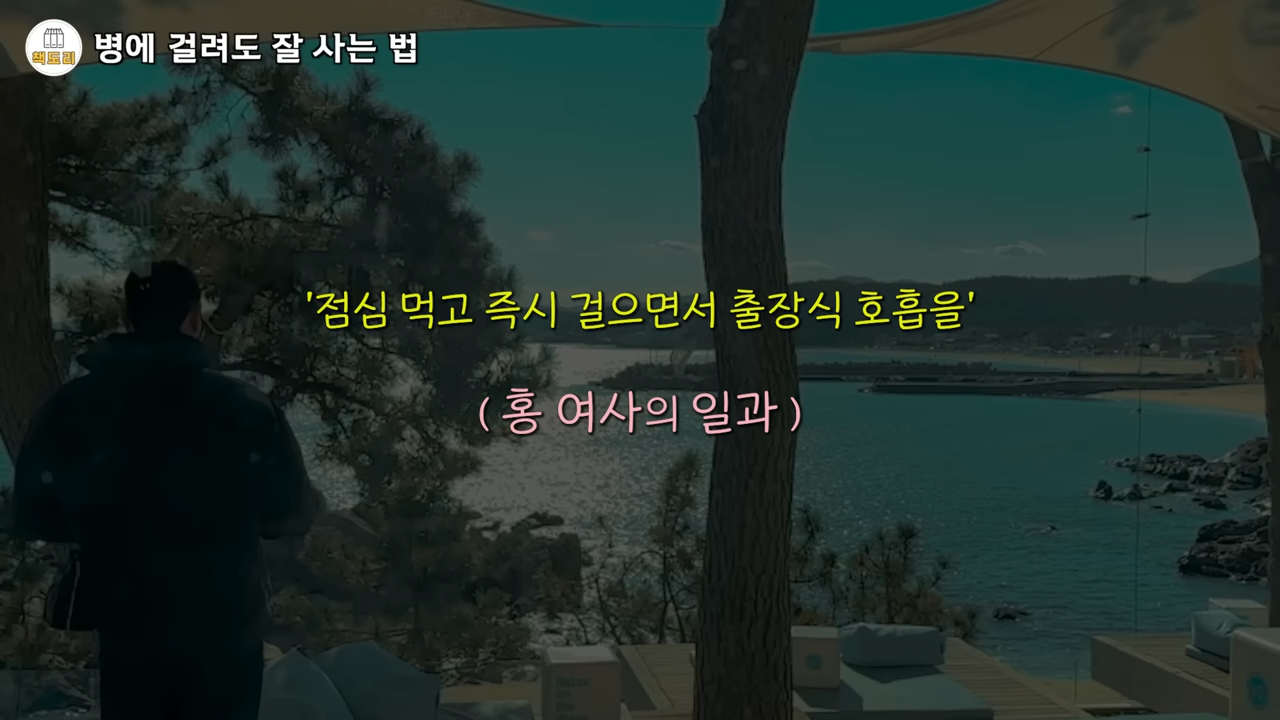 책도리
병에 걸려도 잘 사는 법
'점심 먹고 즉시 걸으면서 출장식 호흡을'
( 홍 여사의 일과 )